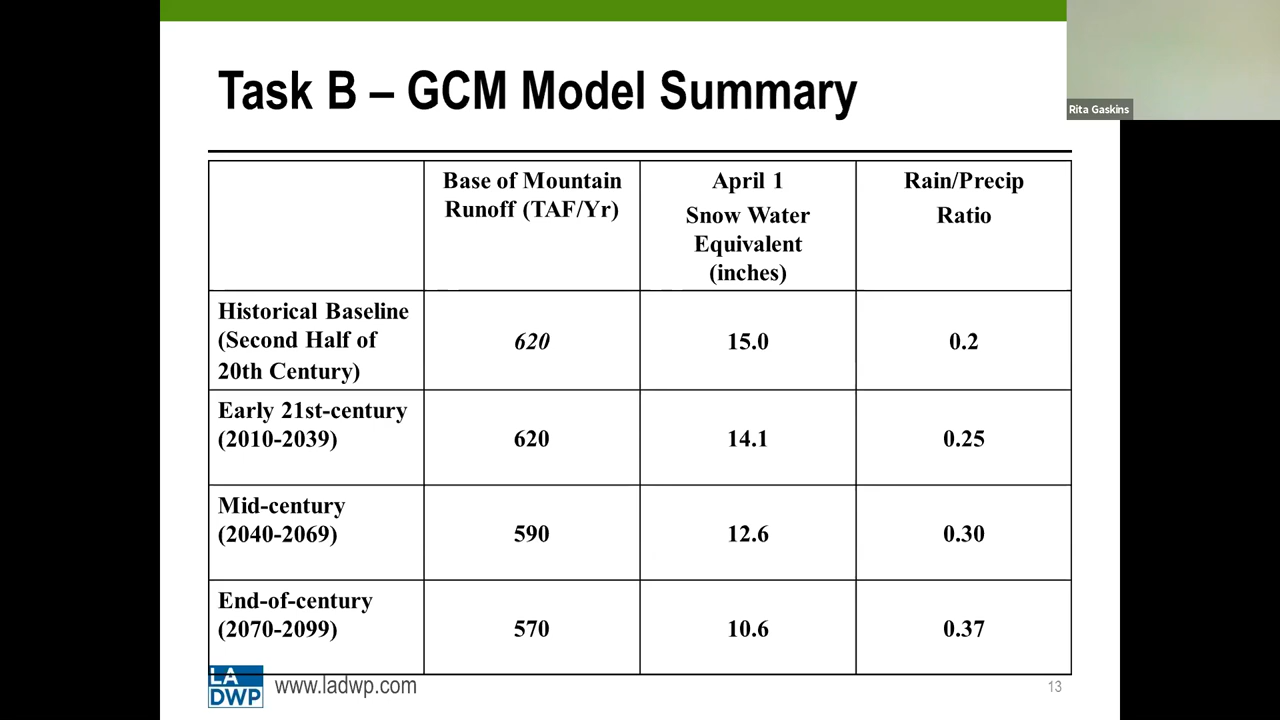 Rita Gaskins
Task B – GCM Model Summary
Base of Mountain
Runoff (TAF/Yr)
April 1
Snow Water
Equivalent
(inches)
Rain/Precip
Ratio
Historical Baseline
(Second Half of
20th Century)
620
15.0
0.2
Early 21st-century
(2010-2039)
620
14.1
0.25
Mid-century
(2040-2069)
590
12.6
0.30
End-of-century
(2070-2099)
570
10.6
0.37
LA
DWP
www.ladwp.com
13